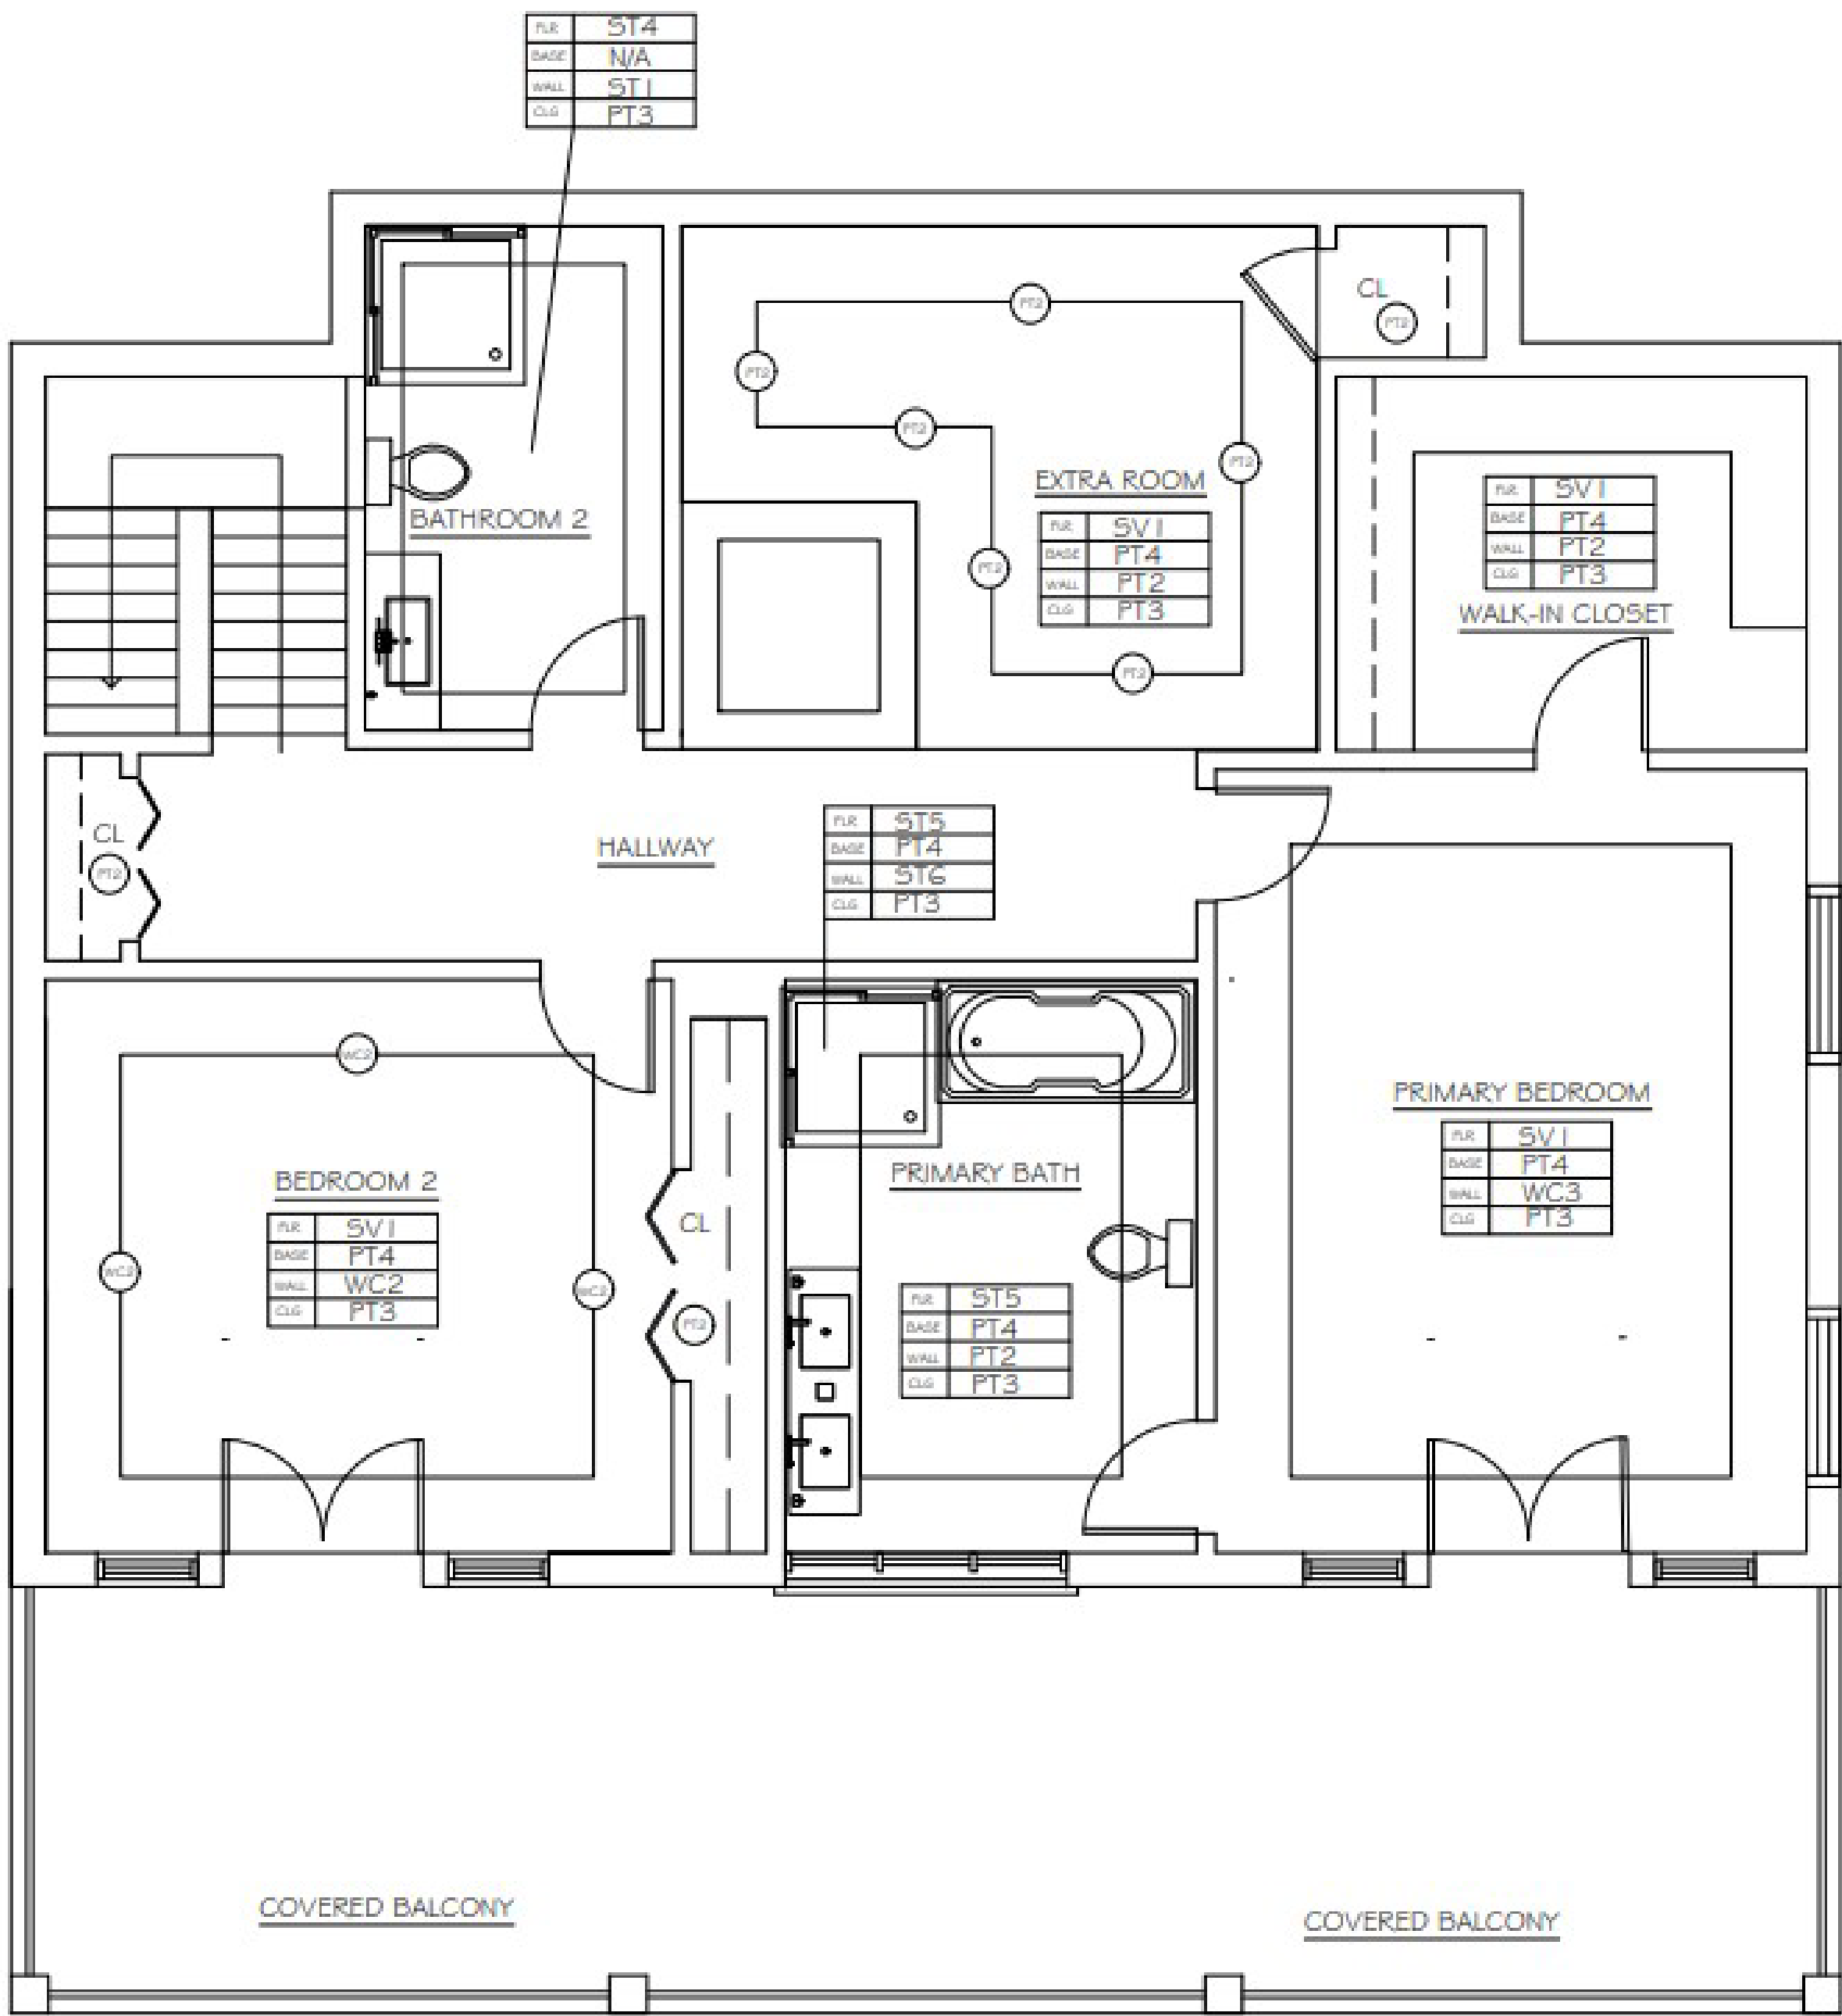 FLR ST4
BASE N/A
WALL ST1
CLG PT3
PT2
CL
PT2
PT2
PT2
PT2
EXTRA ROOM
FLR SV1
BASE PT4
WALL PT2
CLG PT3
PT2
PT2
FLR SV1
BASE PT4
WALL PT2
CLG PT3
WALK-IN CLOSET
BATHROOM 2
CL
PT2
HALLWAY
FLR ST5
BASE PT4
WALL ST6
CLG PT3
WC2
BEDROOM 2
FLR SV1
BASE PT4
WALL WC2
CLG PT3
WC2
WC2
CL
PT2
PRIMARY BATH
FLR ST5
BASE PT4
WALL PT2
CLG PT3
PRIMARY BEDROOM
FLR SV1
BASE PT4
WALL WC3
CLG PT3
COVERED BALCONY
COVERED BALCONY